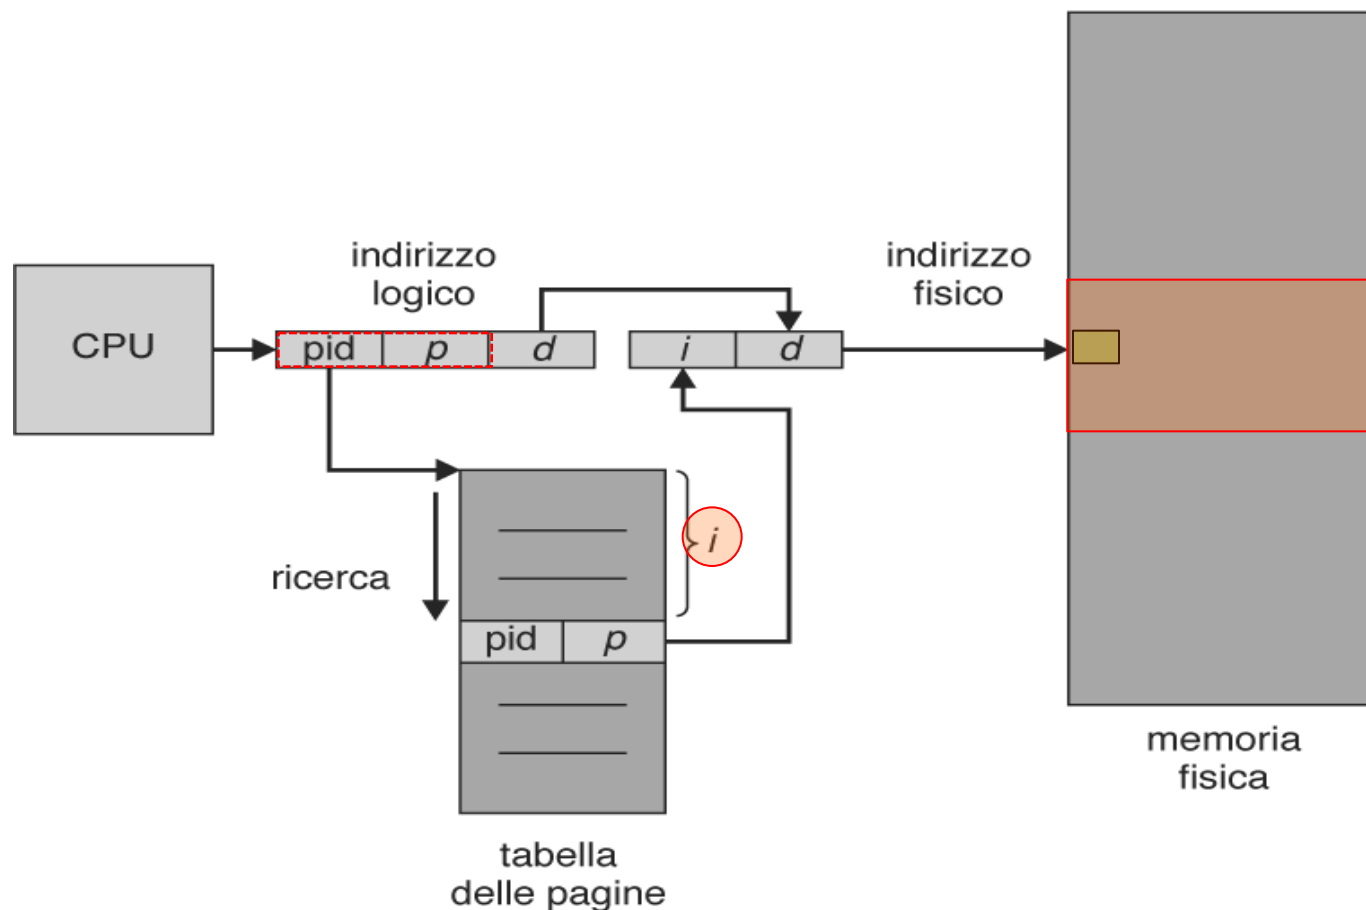 indirizzo
logico
indirizzo
fisico
CPU
pid p d
i d
i
ricerca
pid p
memoria
fisica
tabella
delle pagine